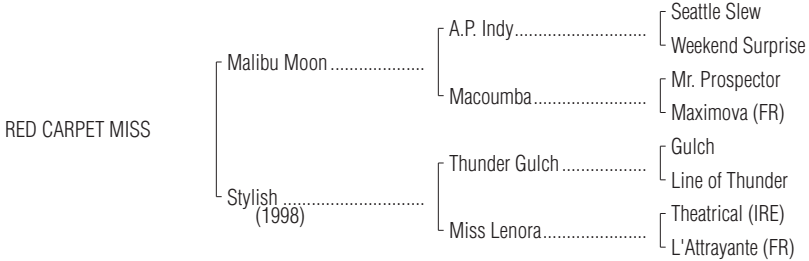 Seattle Slew
A.P. Indy
Weekend Surprise
Malibu Moon
Mr. Prospector
Macoumba
Maximova (FR)
RED CARPET MISS
Gulch
Thunder Gulch
Line of Thunder
Stylish
(1998)
Theatrical (IRE)
Miss Lenora
L'Attrayante (FR)